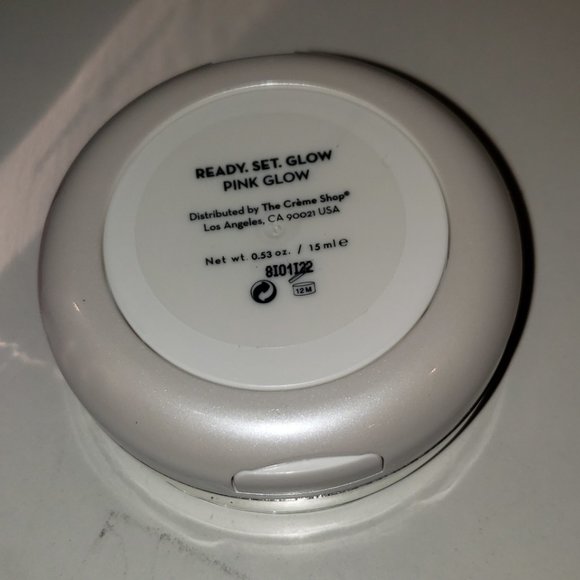 READY. SET. GLOW
PINK GLOW
Distributed by The Crème Shop®
Los Angeles, CA 90021 USA
Net wt. 0.53 oz. / 15 ml ℮
8I01I22
12M